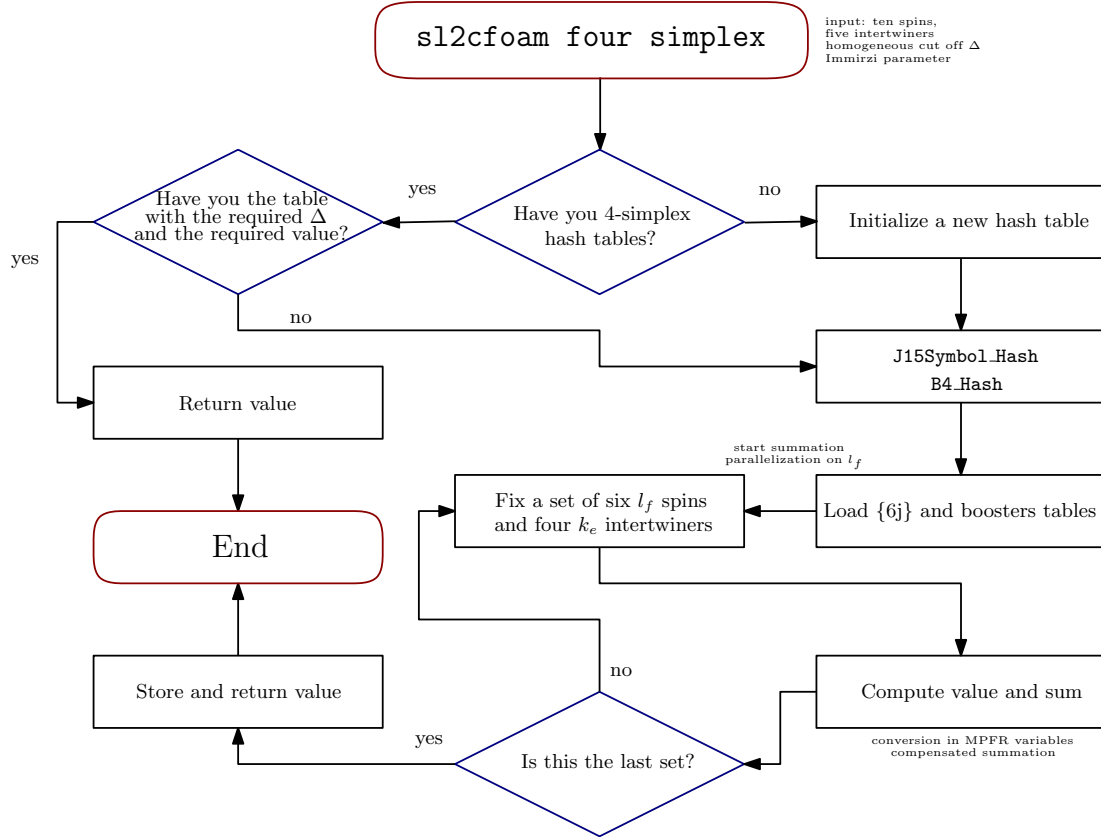 sl2cfoam four simplex
input: ten spins,
five intertwiners
homogeneous cut off Δ
Immirzi parameter
Have you the table
with the required Δ
and the required value?
yes
Have you 4-simplex
hash tables?
no
Initialize a new hash table
yes
no
J15Symbol_Hash
B4_Hash
Return value
start summation
parallelization on l_f
Fix a set of six l_f spins
and four k_e intertwiners
Load {6j} and boosters tables
End
Store and return value
no
Compute value and sum
conversion in MPFR variables
compensated summation
yes
Is this the last set?